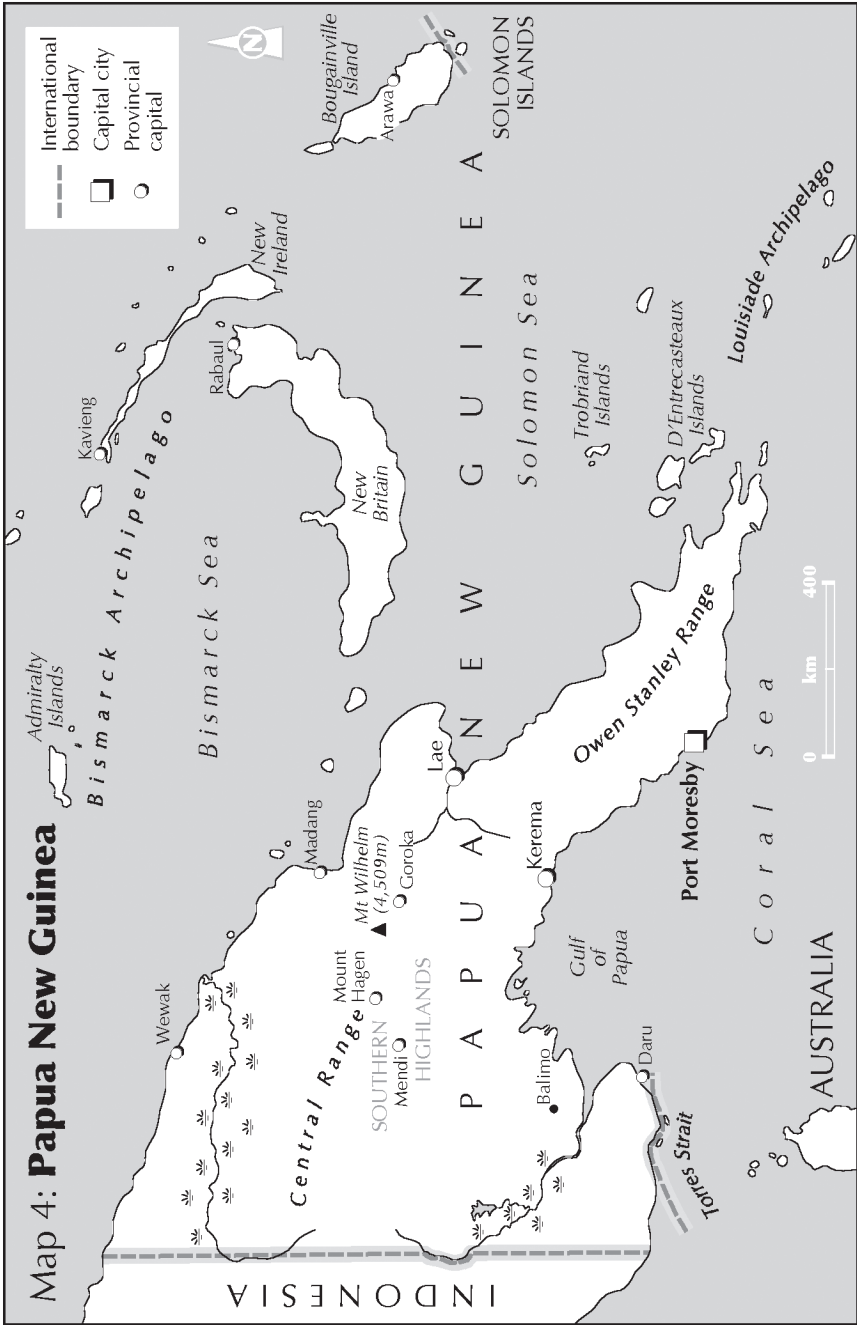 Map 4: Papua New Guinea
International
boundary
Capital city
Provincial
capital
N
Admiralty
Islands
Kavieng
Bismarck Archipelago
New
Ireland
Bougainville
Island
Arawa
Bismarck Sea
Rabaul
New
Britain
SOLOMON
ISLANDS
Wewak
Madang
Mt Wilhelm
(4,509m)
Goroka
Mount
Hagen
Central Range
SOUTHERN
HIGHLANDS
Mendi
Lae
INDONESIA
PAPUA NEW GUINEA
Solomon Sea
Trobriand
Islands
D'Entrecasteaux
Islands
Louisiade Archipelago
Owen Stanley Range
Kerema
Balimo
Gulf
of
Papua
Daru
Port Moresby
Torres Strait
Coral Sea
AUSTRALIA
0 km 400